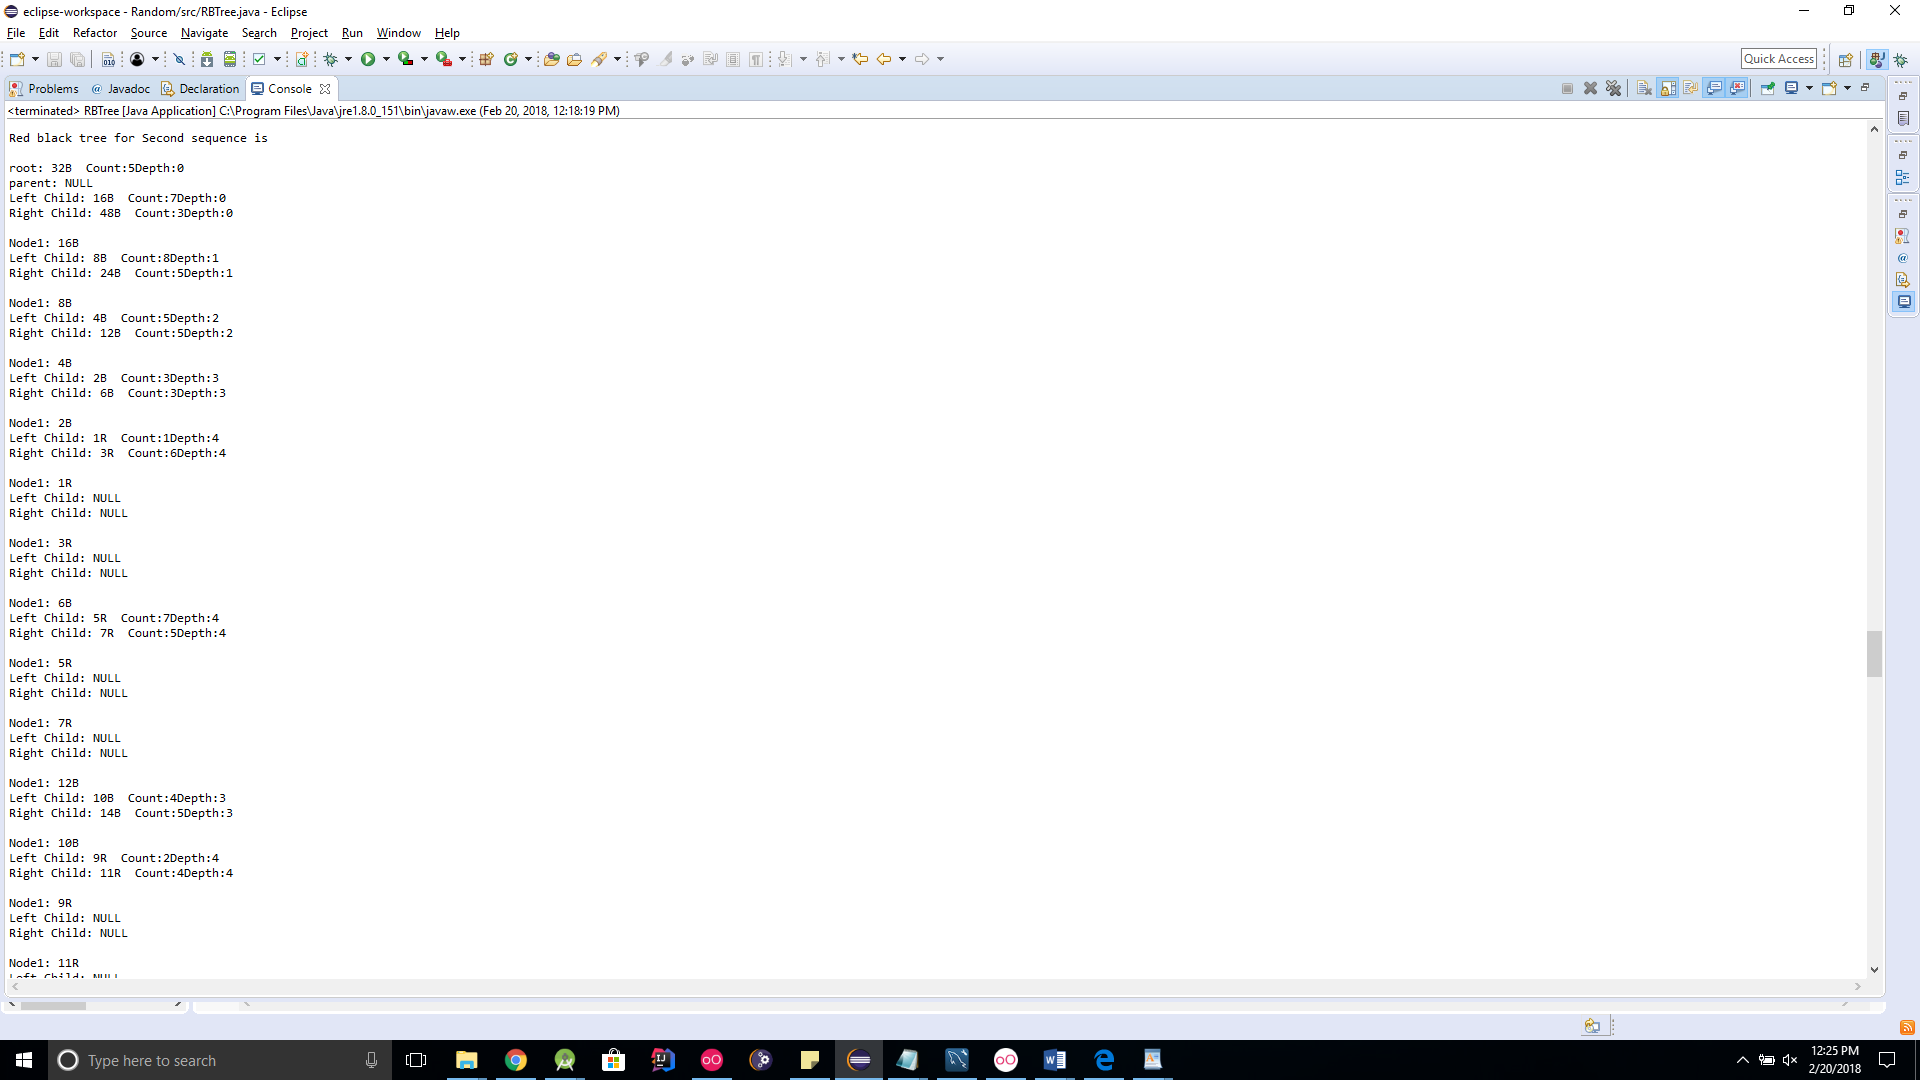 eclipse-workspace - Random/src/RBTree.java - Eclipse
File Edit Refactor Source Navigate Search Project Run Window Help
Quick Access
Problems @ Javadoc Declaration Console
<terminated> RBTree [Java Application] C:\Program Files\Java\jre1.8.0_151\bin\javaw.exe (Feb 20, 2018, 12:18:19 PM)
Red black tree for Second sequence is
root: 32B  Count:5Depth:0
parent: NULL
Left Child: 16B  Count:7Depth:0
Right Child: 48B  Count:3Depth:0
Node1: 16B
Left Child: 8B  Count:8Depth:1
Right Child: 24B  Count:5Depth:1
Node1: 8B
Left Child: 4B  Count:5Depth:2
Right Child: 12B  Count:5Depth:2
Node1: 4B
Left Child: 2B  Count:3Depth:3
Right Child: 6B  Count:3Depth:3
Node1: 2B
Left Child: 1R  Count:1Depth:4
Right Child: 3R  Count:6Depth:4
Node1: 1R
Left Child: NULL
Right Child: NULL
Node1: 3R
Left Child: NULL
Right Child: NULL
Node1: 6B
Left Child: 5R  Count:7Depth:4
Right Child: 7R  Count:5Depth:4
Node1: 5R
Left Child: NULL
Right Child: NULL
Node1: 7R
Left Child: NULL
Right Child: NULL
Node1: 12B
Left Child: 10B  Count:4Depth:3
Right Child: 14B  Count:5Depth:3
Node1: 10B
Left Child: 9R  Count:2Depth:4
Right Child: 11R  Count:4Depth:4
Node1: 9R
Left Child: NULL
Right Child: NULL
Node1: 11R
Left Child: NULL
Type here to search
12:25 PM
2/20/2018